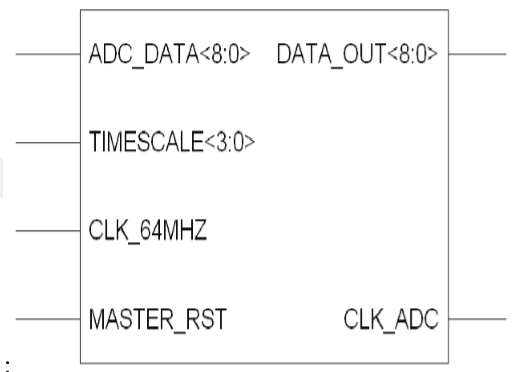 ADC_DATA<8:0> DATA_OUT<8:0>
TIMESCALE<3:0>
CLK_64MHZ
MASTER_RST CLK_ADC
: